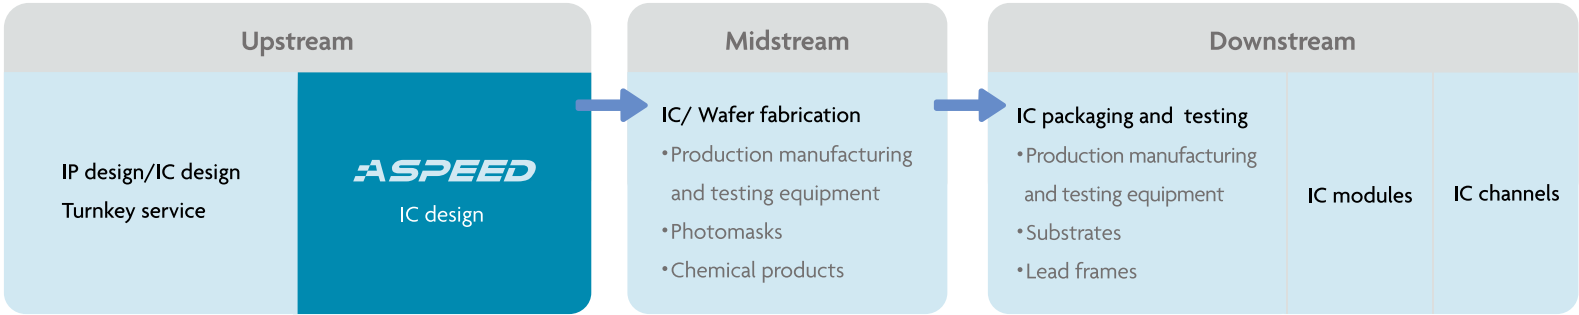 Upstream
IP design/IC design
Turnkey service
ASPEED
IC design
Midstream
IC/ Wafer fabrication
•Production manufacturing
and testing equipment
•Photomasks
•Chemical products
Downstream
IC packaging and testing
•Production manufacturing
and testing equipment
•Substrates
•Lead frames
IC modules
IC channels